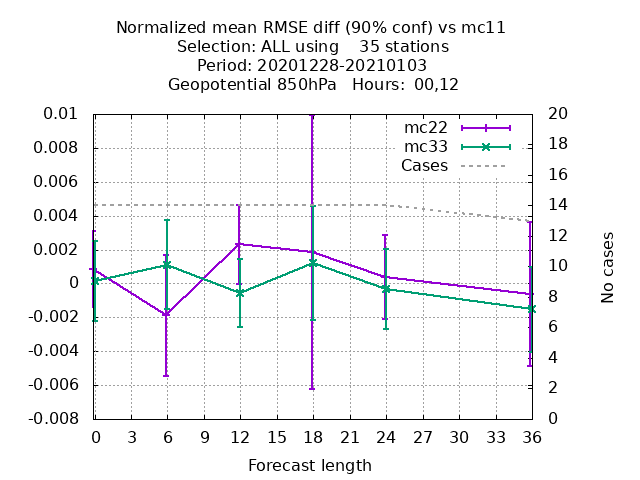 Normalized mean RMSE diff (90% conf) vs mc11
Selection: ALL using    35 stations
Period: 20201228-20210103
Geopotential 850hPa   Hours: 00,12
mc22
mc33
Cases
0.01
0.008
0.006
0.004
0.002
0
-0.002
-0.004
-0.006
-0.008
20
18
16
14
12
10
8
6
4
2
0
No cases
0 3 6 9 12 15 18 21 24 27 30 33 36
Forecast length